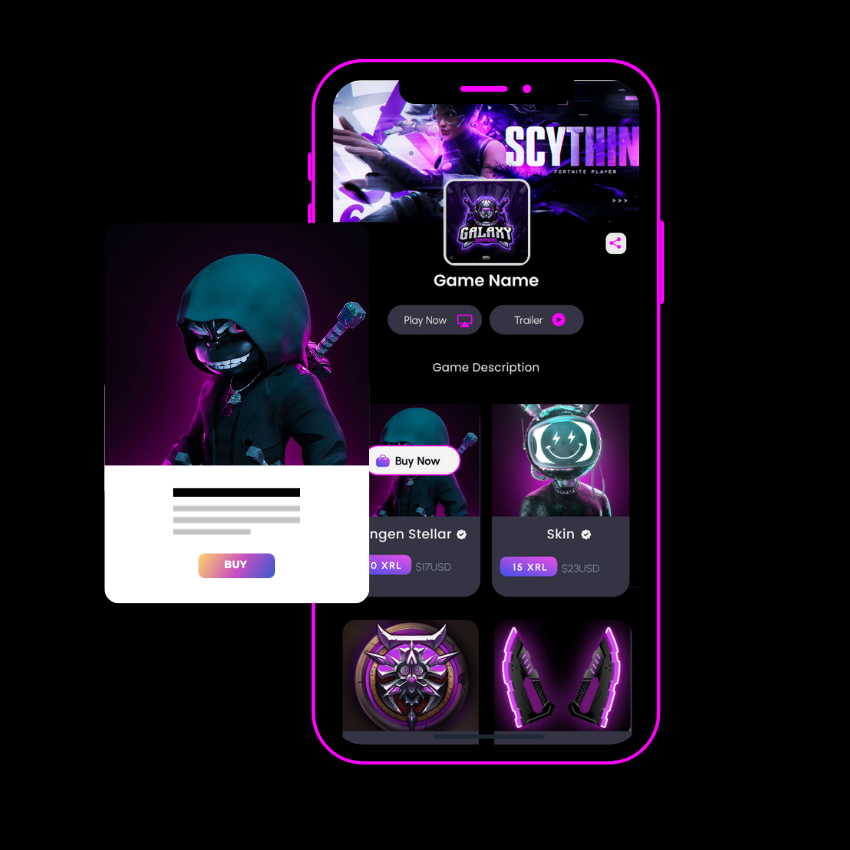 SCYTHIN
FORTNITE PLAYER
>>>
GALAXY
Game Name
Play Now
Trailer
Game Description
Buy Now
ngen Stellar
Skin
0 XRL
$17USD
15 XRL
$23USD
BUY